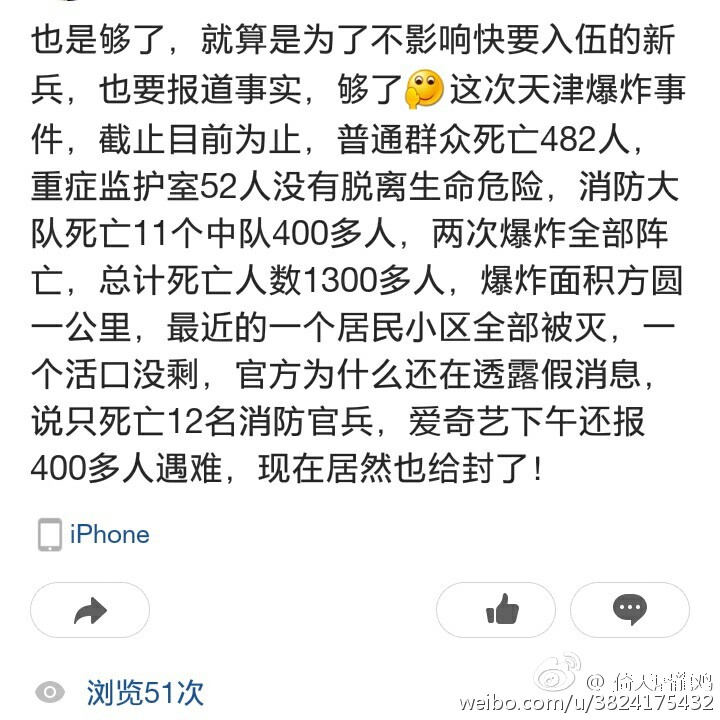 也是够了，就算是为了不影响快要入伍的新
兵，也要报道事实，够了这次天津爆炸事
件，截止目前为止，普通群众死亡482人，
重症监护室52人没有脱离生命危险，消防大
队死亡11个中队400多人，两次爆炸全部阵
亡，总计死亡人数1300多人，爆炸面积方圆
一公里，最近的一个居民小区全部被灭，一
个活口没剩，官方为什么还在透露假消息，
说只死亡12名消防官兵，爱奇艺下午还报
400多人遇难，现在居然也给封了！
iPhone
浏览51次
@
weibo.com/u/3824175432